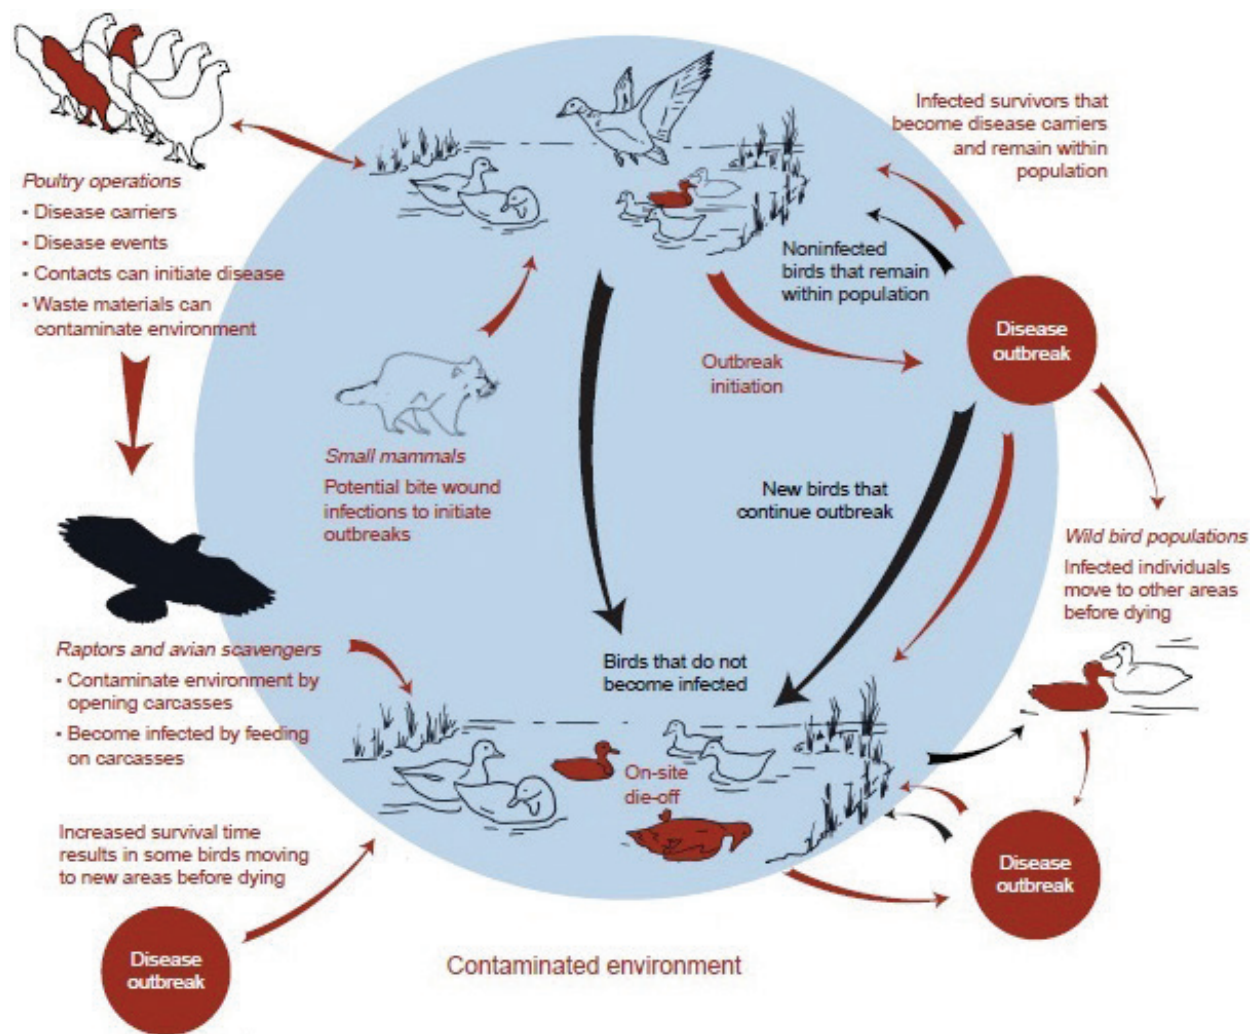 Poultry operations
• Disease carriers
• Disease events
• Contacts can initiate disease
• Waste materials can
contaminate environment
Infected survivors that
become disease carriers
and remain within
population
Noninfected
birds that remain
within population
Disease
outbreak
Outbreak
initiation
Small mammals
Potential bite wound
infections to initiate
outbreaks
New birds that
continue outbreak
Wild bird populations
Infected individuals
move to other areas
before dying
Raptors and avian scavengers
• Contaminate environment by
opening carcasses
• Become infected by feeding
on carcasses
Birds that do not
become infected
On-site
die-off
Increased survival time
results in some birds moving
to new areas before dying
Disease
outbreak
Disease
outbreak
Contaminated environment